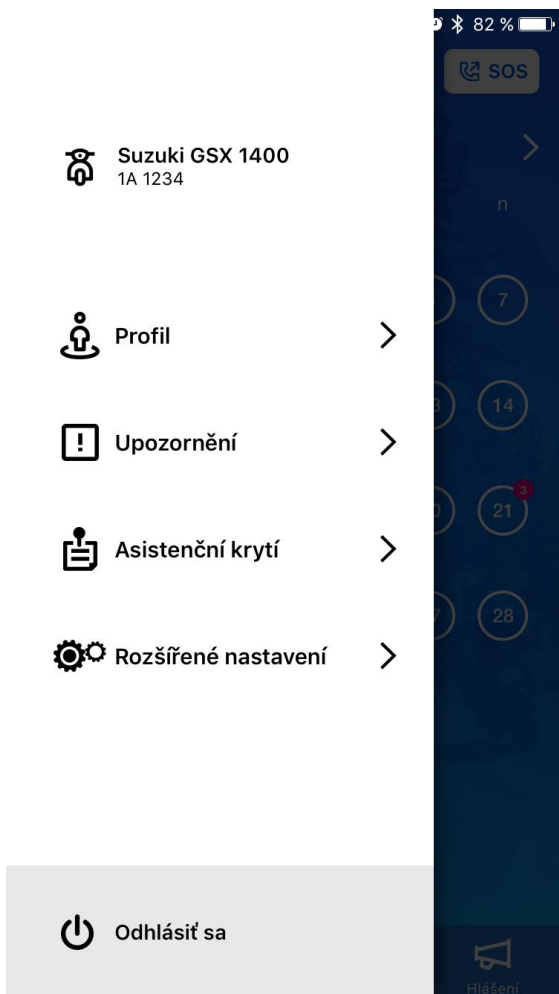 82 %
SOS
Suzuki GSX 1400
1A 1234
n
7
Profil
14
Upozornění
3
21
Asistenční krytí
28
Rozšířené nastavení
Odhlásiť sa
Hlášení